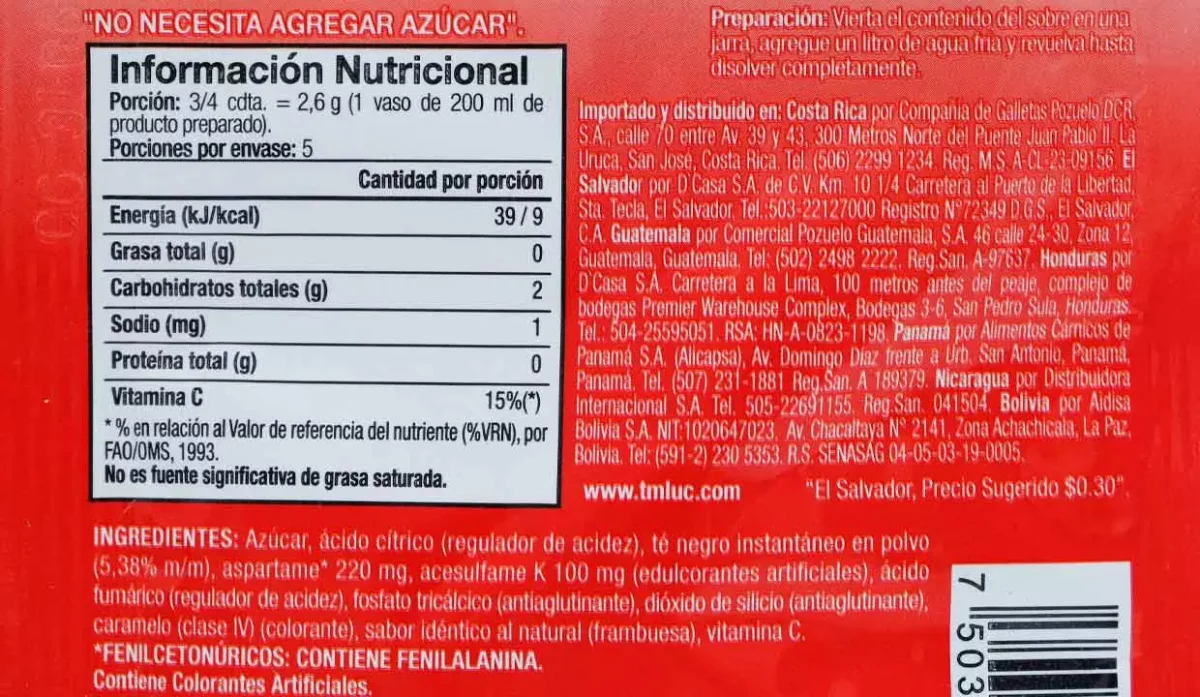 "NO NECESITA AGREGAR AZÚCAR".
Información Nutricional
Porción: 3/4 cdta. = 2,6 g (1 vaso de 200 ml de
producto preparado).
Porciones por envase: 5
Cantidad por porción
Energía (kJ/kcal) 39 / 9
Grasa total (g) 0
Carbohidratos totales (g) 2
Sodio (mg) 1
Proteína total (g) 0
Vitamina C 15%(*)
* % en relación al Valor de referencia del nutriente (%VRN), por
FAO/OMS, 1993.
No es fuente significativa de grasa saturada.
Preparación: Vierta el contenido del sobre en una
jarra, agregue un litro de agua fría y revuelva hasta
disolver completamente.
Importado y distribuido en: Costa Rica por Compañía de Galletas Pozuelo DCR,
S.A., calle 70 entre Av. 39 y 43, 300 Metros Norte del Puente Juan Pablo II. La
Uruca, San José, Costa Rica. Tel. (506) 2299 1234. Reg. M.S. A-CL-23-09156. El
Salvador por D'Casa S.A. de C.V. Km. 10 1/4 Carretera al Puerto de la Libertad,
Sta. Tecla, El Salvador. Tel.:503-22127000 Registro N°72349 D.G.S., El Salvador,
C.A. Guatemala por Comercial Pozuelo Guatemala, S.A. 46 calle 24-30, Zona 12,
Guatemala, Guatemala. Tel: (502) 2498 2222. Reg.San. A-97637. Honduras por
D'Casa S.A. Carretera a la Lima, 100 metros antes del peaje, complejo de
bodegas Premier Warehouse Complex, Bodegas 3-6, San Pedro Sula, Honduras.
Tel.: 504-25595051. RSA: HN-A-0823-1198. Panamá por Alimentos Cárnicos de
Panamá S.A. (Alicapsa), Av. Domingo Díaz frente a Urb. San Antonio, Panamá,
Panamá. Tel. (507) 231-1881 Reg.San. A 189379. Nicaragua por Distribuidora
Internacional S.A. Tel. 505-22691155. Reg.San. 041504. Bolivia por Aidisa
Bolivia S.A. NIT:1020647023. Av. Chacaltaya N° 2141, Zona Achachicala, La Paz,
Bolivia. Tel: (591-2) 230 5353. R.S. SENASAG 04-05-03-19-0005.
www.tmluc.com "El Salvador, Precio Sugerido $0.30".
INGREDIENTES: Azúcar, ácido cítrico (regulador de acidez), té negro instantáneo en polvo
(5,38% m/m), aspartame* 220 mg, acesulfame K 100 mg (edulcorantes artificiales), ácido
fumárico (regulador de acidez), fosfato tricálcico (antiaglutinante), dióxido de silicio (antiaglutinante),
caramelo (clase IV) (colorante), sabor idéntico al natural (frambuesa), vitamina C.
*FENILCETONÚRICOS: CONTIENE FENILALANINA.
Contiene Colorantes Artificiales.
7 503